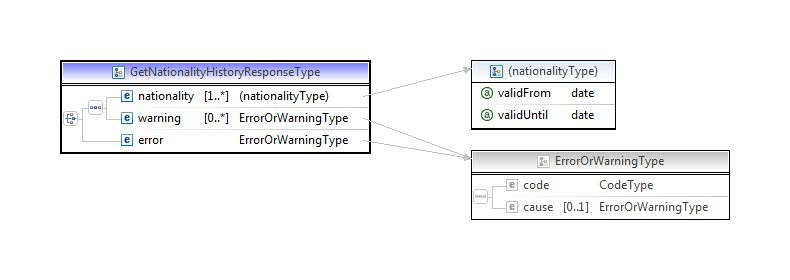 GetNationalityHistoryResponseType
e nationality [1..*] (nationalityType)
e warning [0..*] ErrorOrWarningType
e error ErrorOrWarningType
(nationalityType)
a validFrom date
a validUntil date
ErrorOrWarningType
e code CodeType
e cause [0..1] ErrorOrWarningType